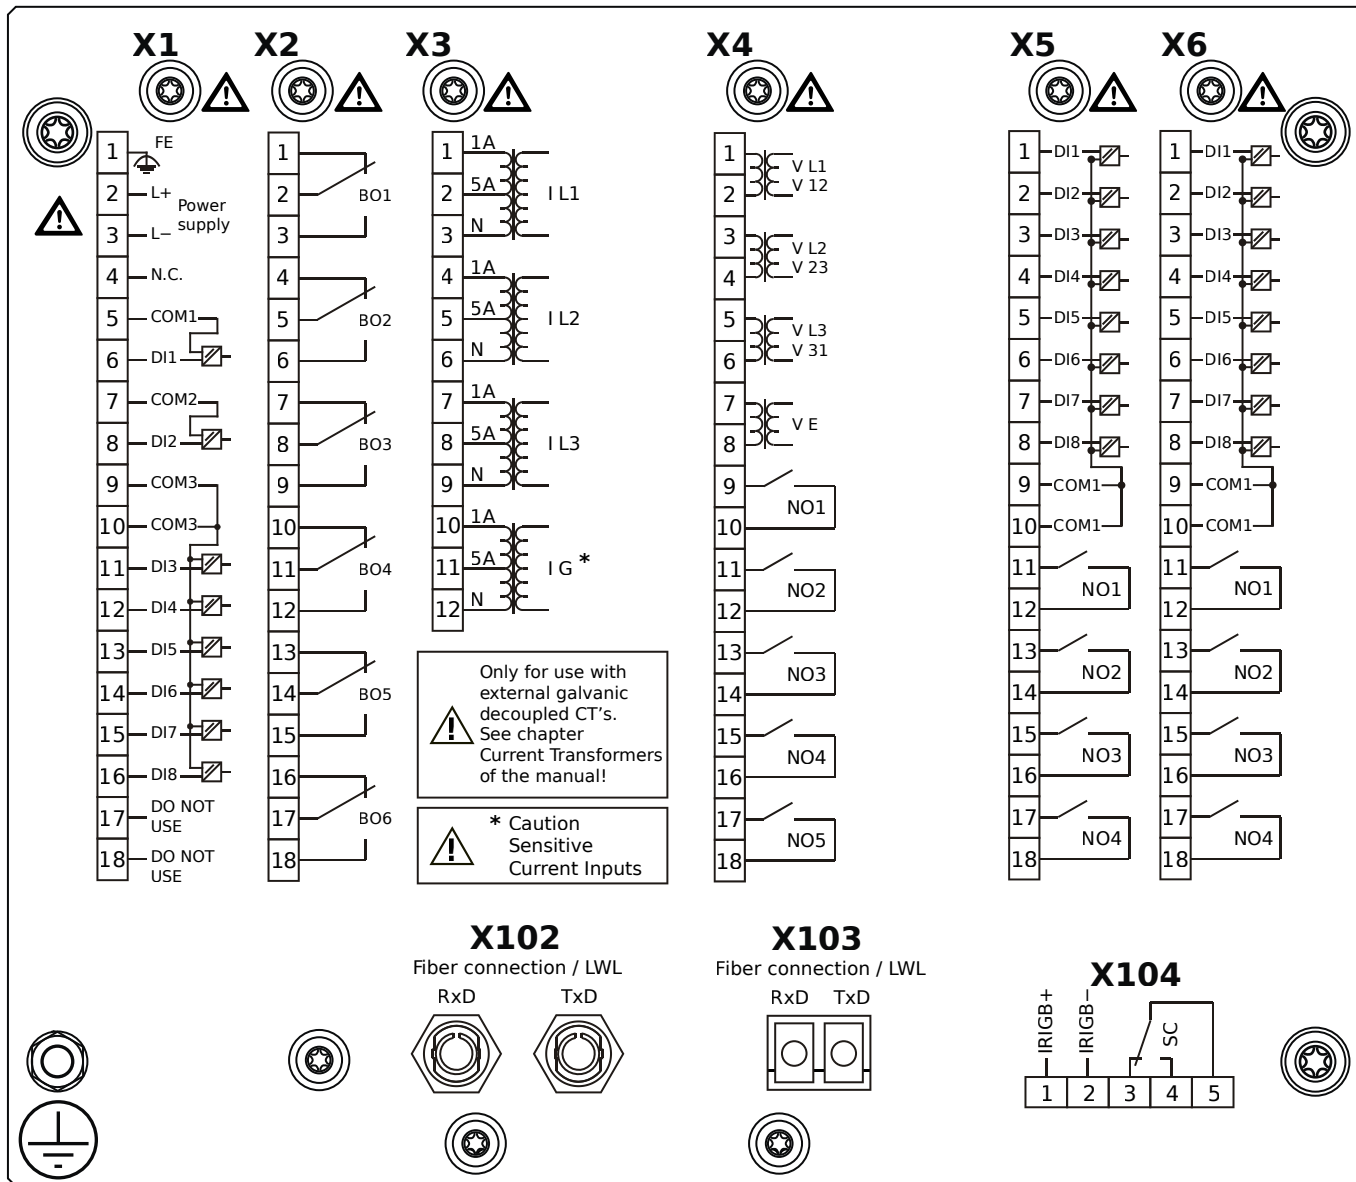 X1 X2 X3 X4 X5 X6
1 FE
2 L+
Power
supply
3 L−
4 N.C.
5 COM1
6 DI1
7 COM2
8 DI2
9 COM3
10 COM3
11 DI3
12 DI4
13 DI5
14 DI6
15 DI7
16 DI8
17 DO NOT
USE
18 DO NOT
USE
1
2 BO1
3
4
5 BO2
6
7
8 BO3
9
10
11 BO4
12
13
14 BO5
15
16
17 BO6
18
1 1A
2 5A I L1
3 N
4 1A
5 5A I L2
6 N
7 1A
8 5A I L3
9 N
10 1A
11 5A I G *
12 N
Only for use with
external galvanic
decoupled CT's.
See chapter
Current Transformers
of the manual!
* Caution
Sensitive
Current Inputs
1 V L1
2 V 12
3 V L2
4 V 23
5 V L3
6 V 31
7 V E
8
9
10 NO1
11
12 NO2
13
14 NO3
15
16 NO4
17
18 NO5
1 DI1
2 DI2
3 DI3
4 DI4
5 DI5
6 DI6
7 DI7
8 DI8
9 COM1
10 COM1
11
12 NO1
13
14 NO2
15
16 NO3
17
18 NO4
1 DI1
2 DI2
3 DI3
4 DI4
5 DI5
6 DI6
7 DI7
8 DI8
9 COM1
10 COM1
11
12 NO1
13
14 NO2
15
16 NO3
17
18 NO4
X102
Fiber connection / LWL
RxD TxD
X103
Fiber connection / LWL
RxD TxD
X104
IRIGB+
IRIGB−
SC
1 2 3 4 5